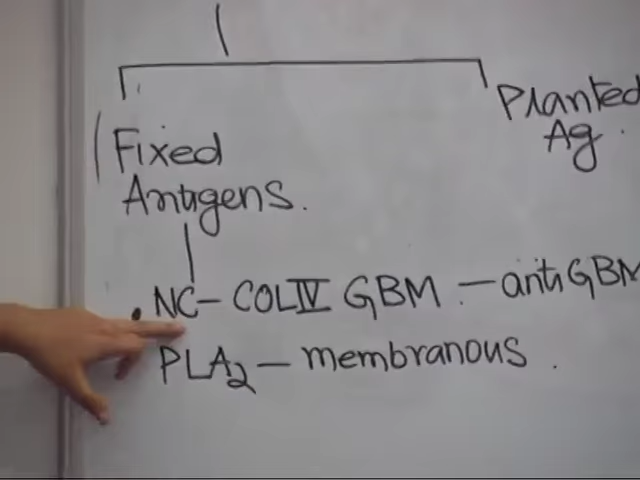 Planted
Ag.
Fixed
Antigens.
NC- COL IV GBM. - anti GBM
PLA2 - membranous.